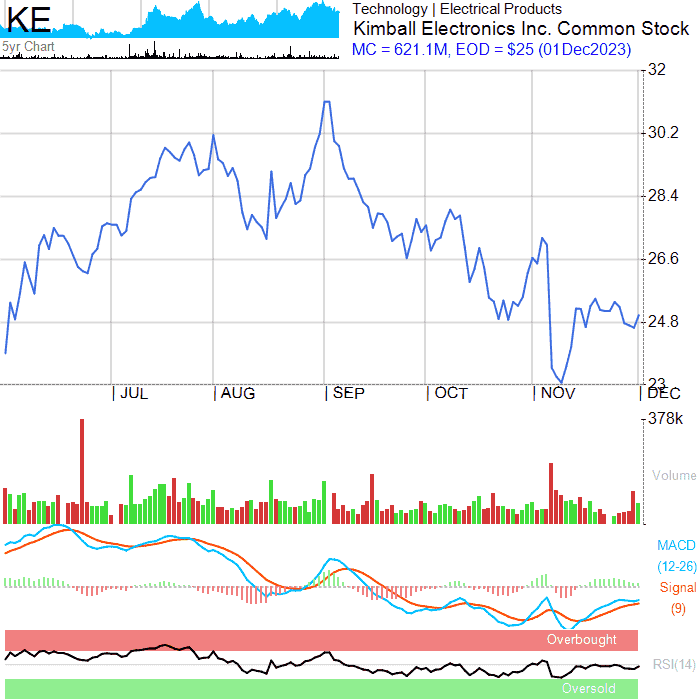 KE
5yr Chart
Technology | Electrical Products
Kimball Electronics Inc. Common Stock
MC = 621.1M, EOD = $25 (01Dec2023)
32
30.2
28.4
26.6
24.8
23
JUL AUG SEP OCT NOV DEC
378k
Volume
MACD
(12-26)
Signal
(9)
Overbought
RSI(14)
Oversold